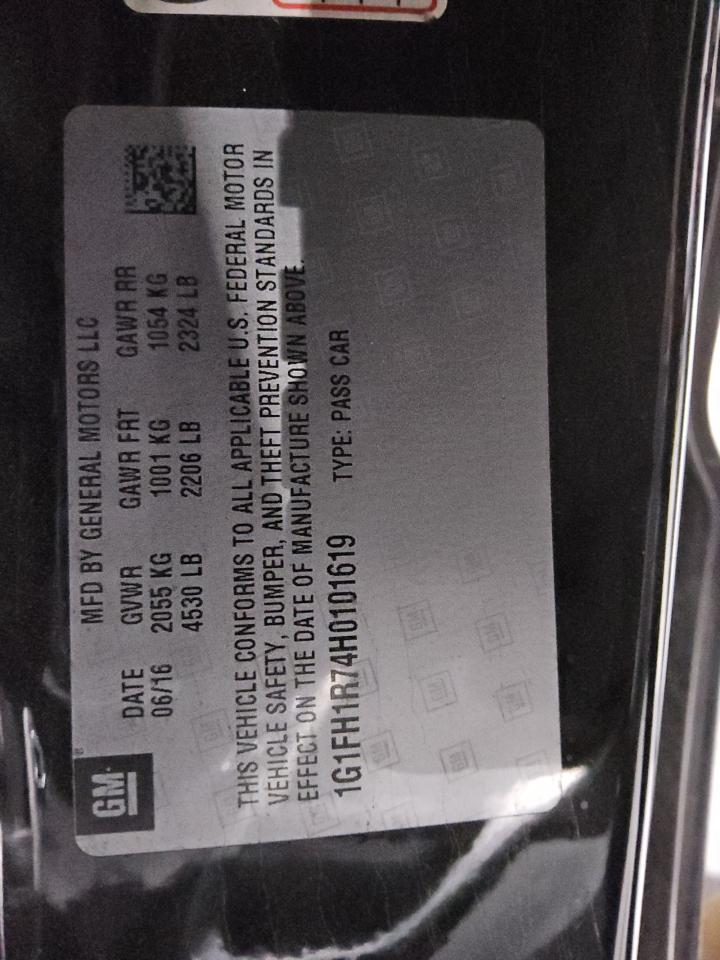 GM
MFD BY GENERAL MOTORS LLC
DATE GVWR GAWR FRT GAWR RR
06/16 2055 KG 1001 KG 1054 KG
4530 LB 2206 LB 2324 LB
THIS VEHICLE CONFORMS TO ALL APPLICABLE U.S. FEDERAL MOTOR
VEHICLE SAFETY, BUMPER, AND THEFT PREVENTION STANDARDS IN
EFFECT ON THE DATE OF MANUFACTURE SHOWN ABOVE.
1G1FH1R74H0101619 TYPE: PASS CAR